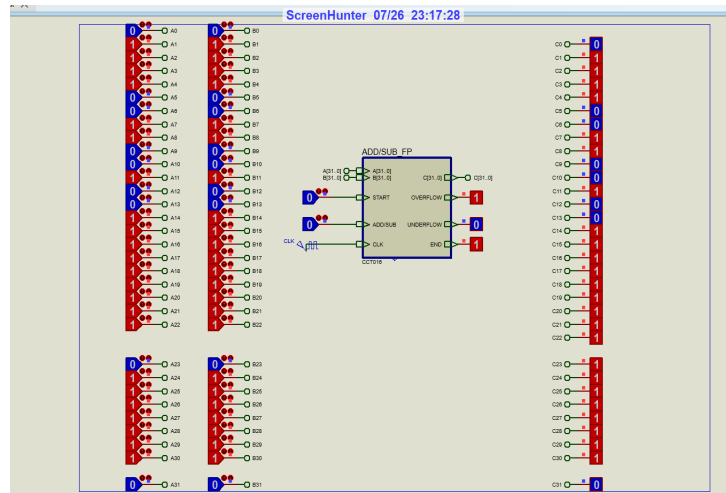 ScreenHunter 07/26 23:17:28
0 A0 0 B0
1 A1 1 B1 C0 0
1 A2 1 B2 C1 1
1 A3 1 B3 C2 1
1 A4 1 B4 C3 1
0 A5 0 B5 C4 1
0 A6 0 B6 C5 0
1 A7 1 B7 C6 0
1 A8 1 B8 C7 1
0 A9 0 B9 ADD/SUB_FP C8 1
0 A10 0 B10 C9 0
1 A11 1 B11 A[31..0] A[31..0] C[31..0] C[31..0] C10 0
B[31..0] B[31..0]
0 A12 0 B12 C11 1
0 A13 0 B13 0 START OVERFLOW 1 C12 0
1 A14 1 B14 C13 0
1 A15 1 B15 0 ADD/SUB UNDERFLOW 0 C14 1
1 A16 1 B16 CLK CLK END 1 C15 1
1 A17 1 B17 CCT016 C16 1
1 A18 1 B18 C17 1
1 A19 1 B19 C18 1
1 A20 1 B20 C19 1
1 A21 1 B21 C20 1
1 A22 1 B22 C21 1
C22 1
0 A23 0 B23 C23 1
1 A24 1 B24 C24 1
1 A25 1 B25 C25 1
1 A26 1 B26 C26 1
1 A27 1 B27 C27 1
1 A28 1 B28 C28 1
1 A29 1 B29 C29 1
1 A30 1 B30 C30 1
0 A31 0 B31 C31 0